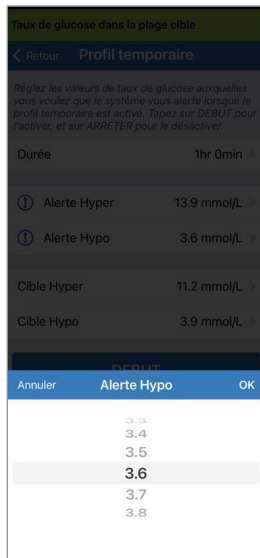 Taux de glucose dans la plage cible
< Retour Profil temporaire
Réglez les valeurs de taux de glucose auxquelles
vous voulez que le système vous alerte lorsque le
profil temporaire est activé. Tapez sur DEBUT pour
l'activer, et sur ARRETER pour le désactiver.
Durée 1hr 0min >
! Alerte Hyper 13.9 mmol/L >
! Alerte Hypo 3.6 mmol/L >
Cible Hyper 11.2 mmol/L >
Cible Hypo 3.9 mmol/L >
DEBUT
Annuler Alerte Hypo OK
3.3
3.4
3.5
3.6
3.7
3.8